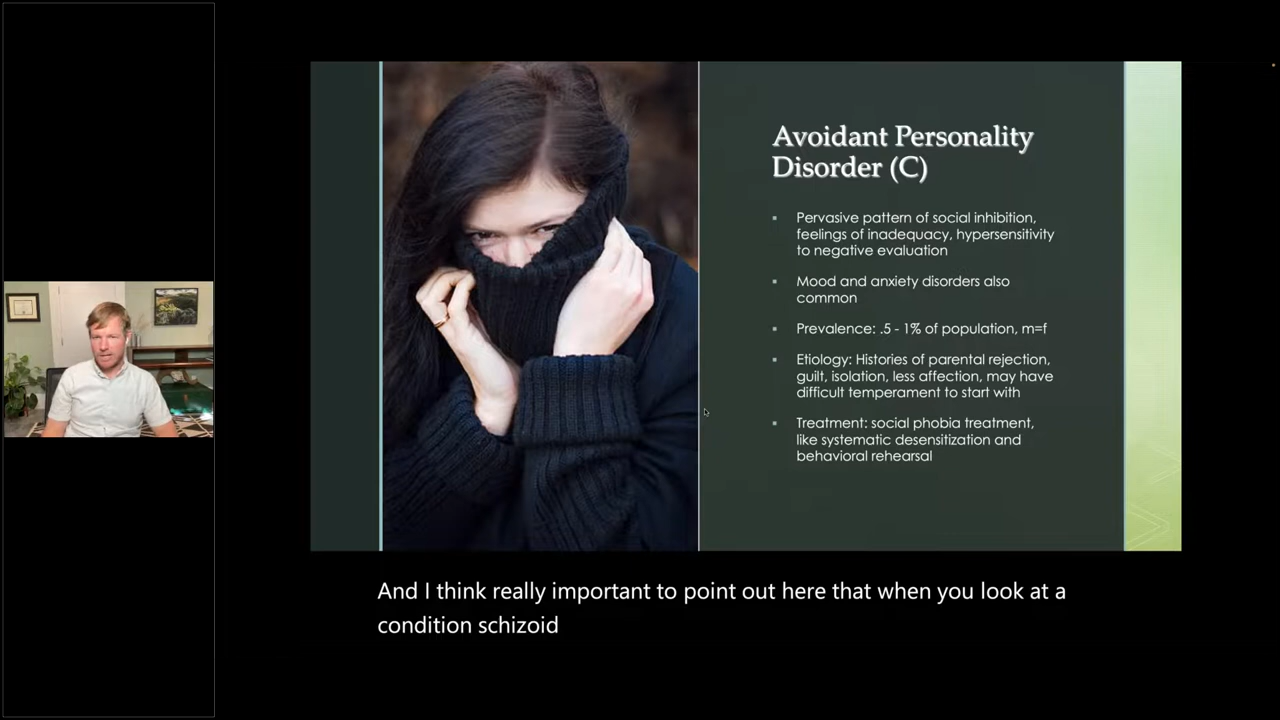 Avoidant Personality
Disorder (C)
▪ Pervasive pattern of social inhibition,
feelings of inadequacy, hypersensitivity
to negative evaluation
▪ Mood and anxiety disorders also
common
▪ Prevalence: .5 - 1% of population, m=f
▪ Etiology: Histories of parental rejection,
guilt, isolation, less affection, may have
difficult temperament to start with
▪ Treatment: social phobia treatment,
like systematic desensitization and
behavioral rehearsal
And I think really important to point out here that when you look at a
condition schizoid